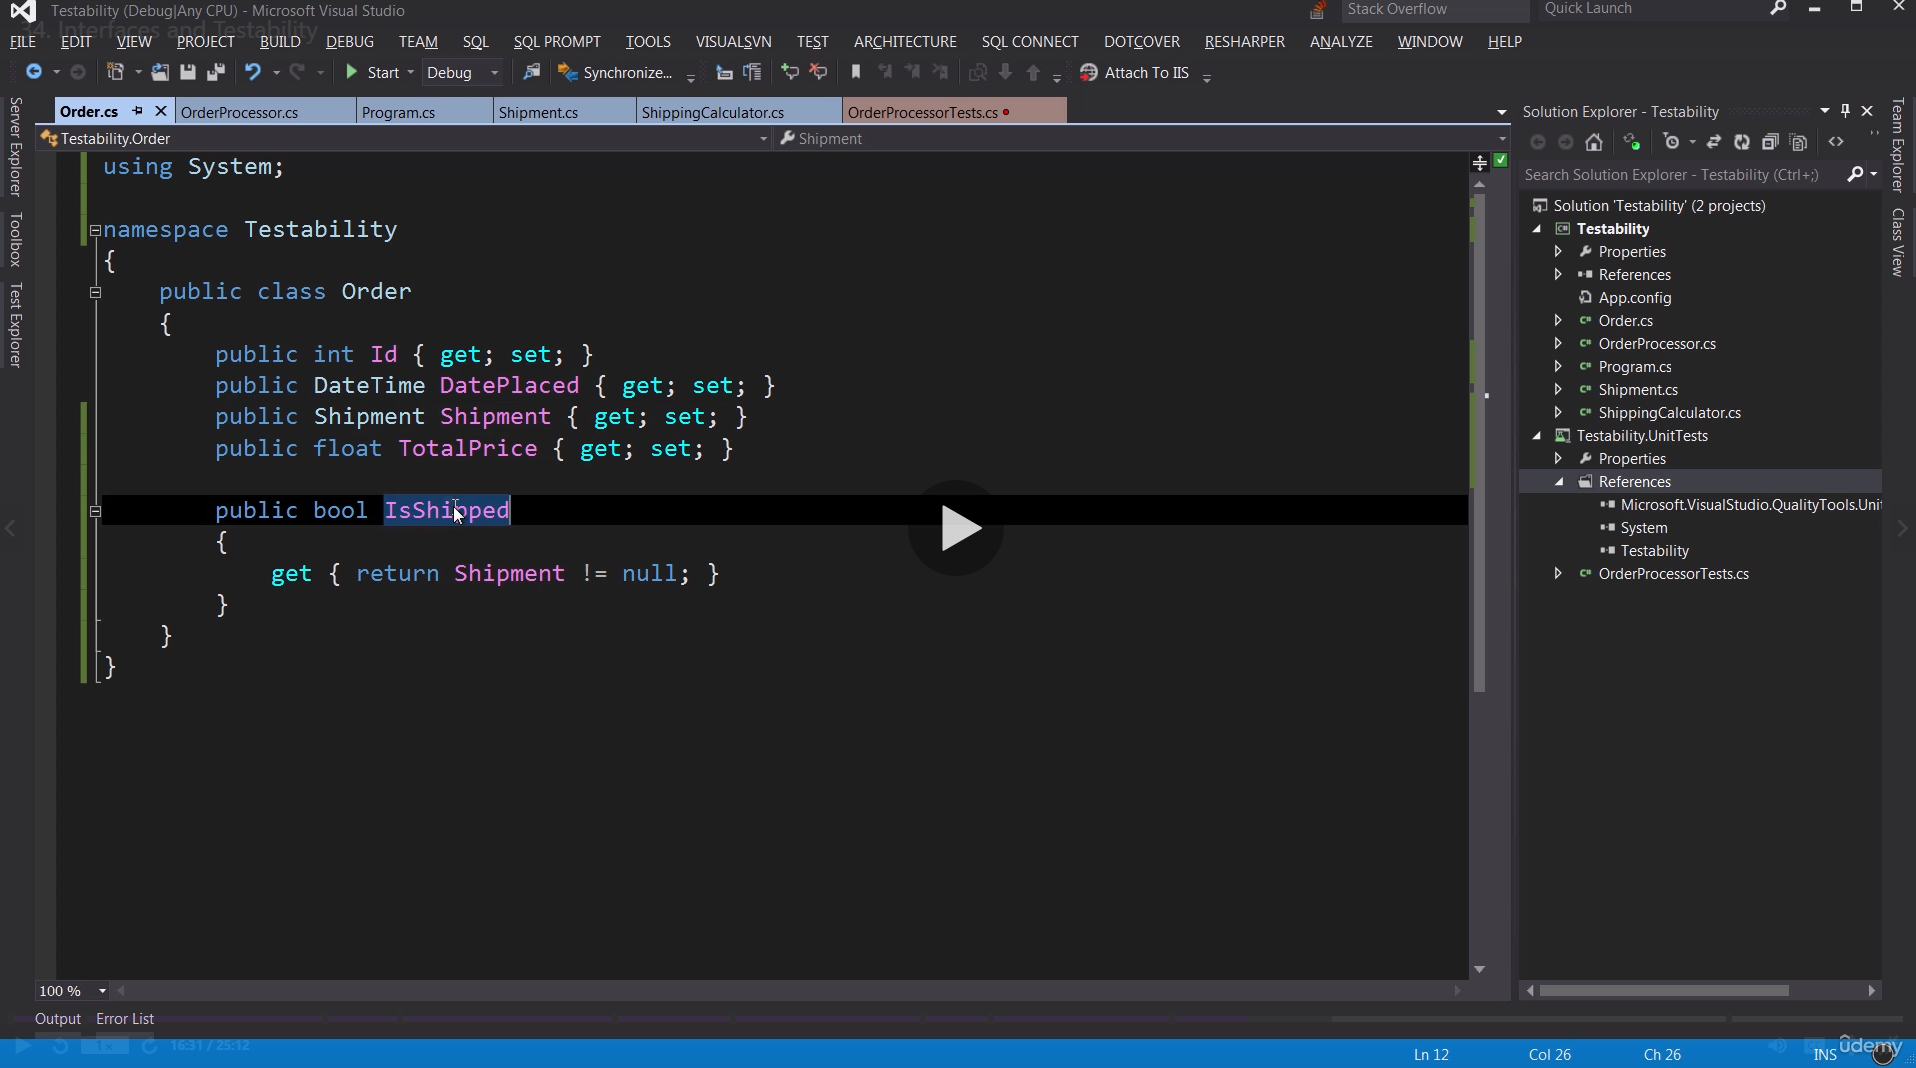 Testability (Debug|Any CPU) - Microsoft Visual Studio
Stack Overflow
Quick Launch
34. Interfaces and Testability
FILE EDIT VIEW PROJECT BUILD DEBUG TEAM SQL SQL PROMPT TOOLS VISUALSVN TEST ARCHITECTURE SQL CONNECT DOTCOVER RESHARPER ANALYZE WINDOW HELP
Start Debug Synchronize... Attach To IIS
Order.cs OrderProcessor.cs Program.cs Shipment.cs ShippingCalculator.cs OrderProcessorTests.cs
Testability.Order Shipment
using System;
namespace Testability
{
public class Order
{
public int Id { get; set; }
public DateTime DatePlaced { get; set; }
public Shipment Shipment { get; set; }
public float TotalPrice { get; set; }
public bool IsShipped
{
get { return Shipment != null; }
}
}
}
Server Explorer
Toolbox
Test Explorer
Solution Explorer - Testability
Search Solution Explorer - Testability (Ctrl+;)
Solution 'Testability' (2 projects)
Testability
Properties
References
App.config
Order.cs
OrderProcessor.cs
Program.cs
Shipment.cs
ShippingCalculator.cs
Testability.UnitTests
Properties
References
Microsoft.VisualStudio.QualityTools.Uni
System
Testability
OrderProcessorTests.cs
Team Explorer
Class View
100 %
Output Error List
1x 16:31 / 25:12
Ln 12 Col 26 Ch 26 INS
udemy